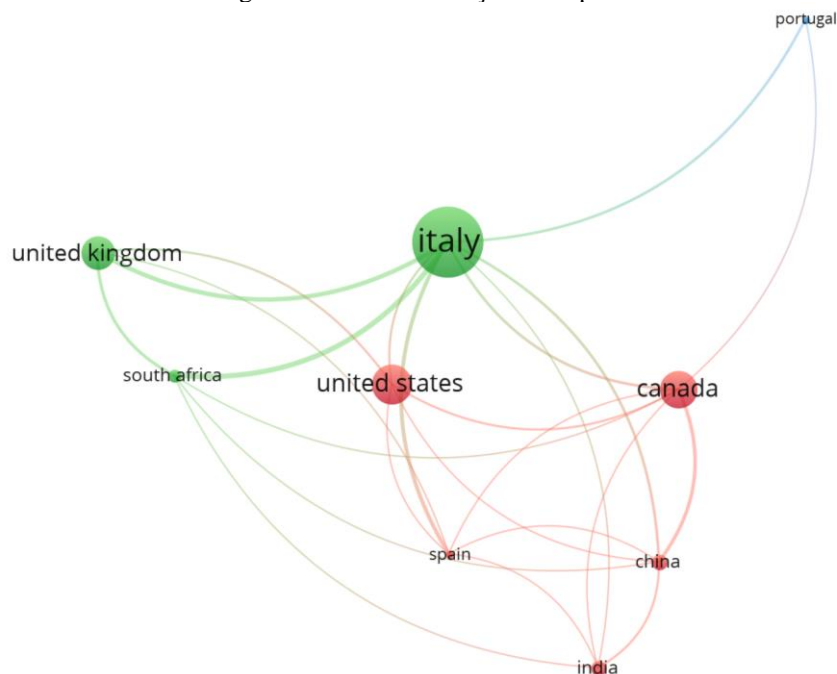 portugal
italy
united kingdom
south africa
united states
canada
spain
china
india